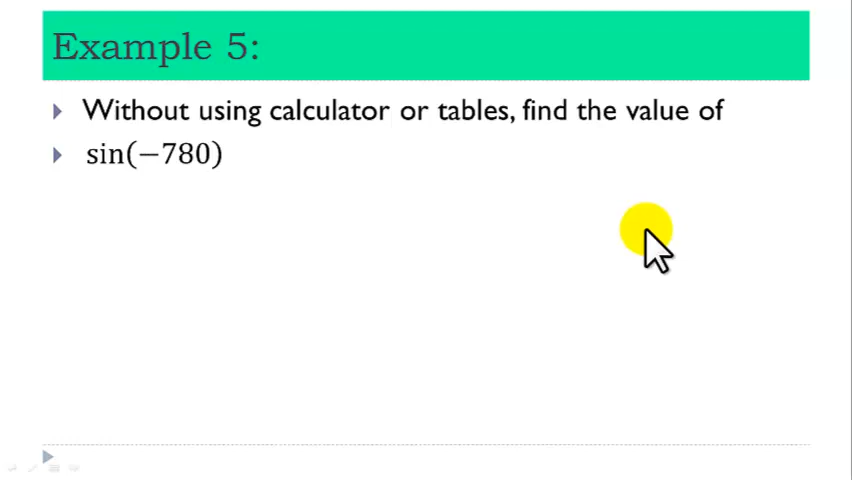 Example 5:
Without using calculator or tables, find the value of
sin(−780)